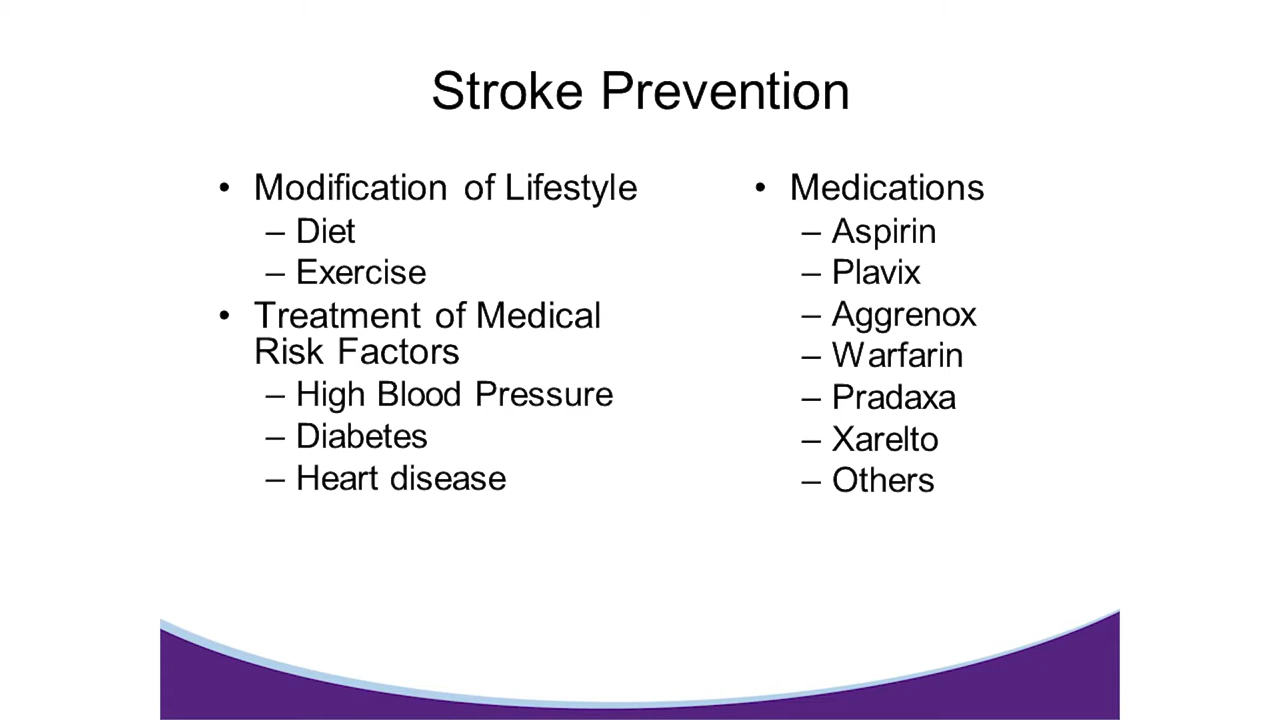 Stroke Prevention
• Modification of Lifestyle
– Diet
– Exercise
• Treatment of Medical
Risk Factors
– High Blood Pressure
– Diabetes
– Heart disease
• Medications
– Aspirin
– Plavix
– Aggrenox
– Warfarin
– Pradaxa
– Xarelto
– Others